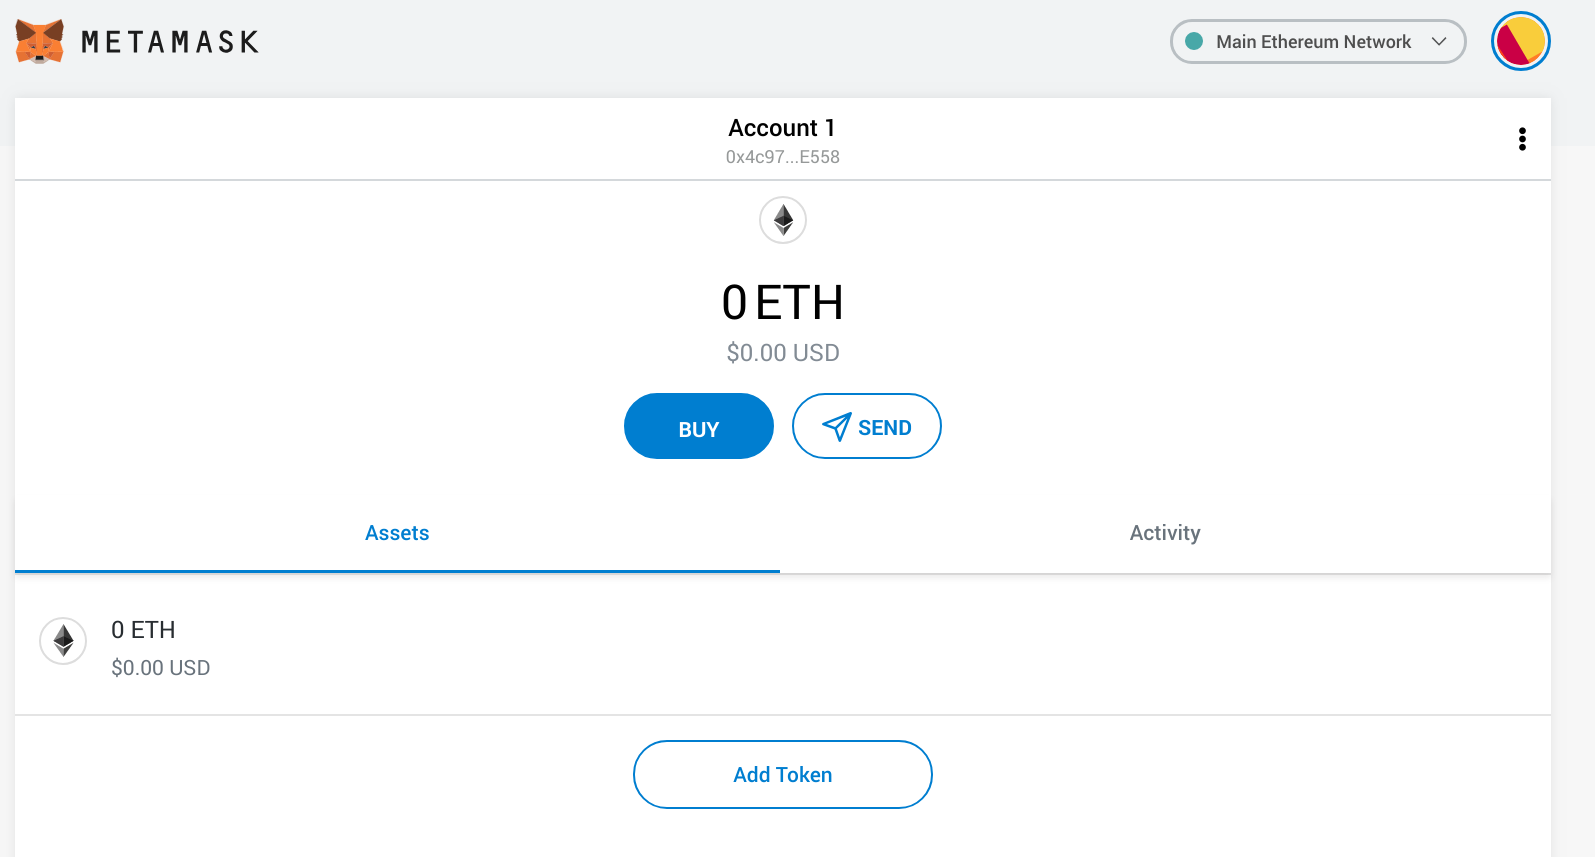 METAMASK
Main Ethereum Network
Account 1
0x4c97...E558
0 ETH
$0.00 USD
BUY
SEND
Assets
Activity
0 ETH
$0.00 USD
Add Token